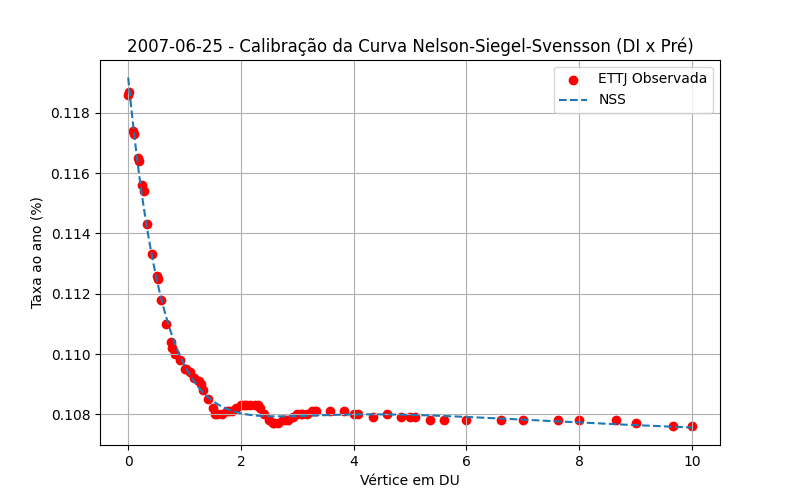 2007-06-25 - Calibração da Curva Nelson-Siegel-Svensson (DI x Pré)
ETTJ Observada
NSS
Taxa ao ano (%)
0.118
0.116
0.114
0.112
0.110
0.108
0
2
4
6
8
10
Vértice em DU